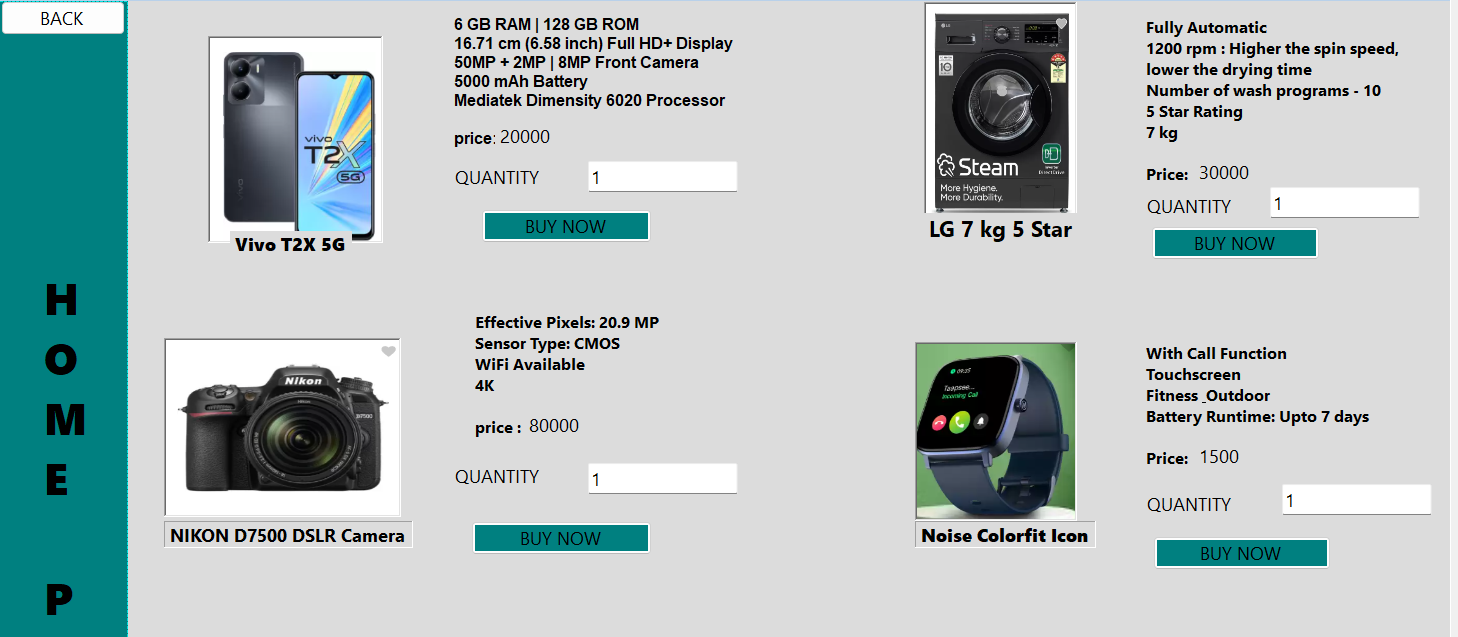 BACK
H
O
M
E
P
vivo
T2X
5G
vivo
Vivo T2X 5G
6 GB RAM | 128 GB ROM
16.71 cm (6.58 inch) Full HD+ Display
50MP + 2MP | 8MP Front Camera
5000 mAh Battery
Mediatek Dimensity 6020 Processor
price: 20000
QUANTITY 1
BUY NOW
LG
10
Steam
More Hygiene.
More Durability.
DirectDrive
LG 7 kg 5 Star
Fully Automatic
1200 rpm : Higher the spin speed,
lower the drying time
Number of wash programs - 10
5 Star Rating
7 kg
Price: 30000
QUANTITY 1
BUY NOW
Nikon
D7500
NIKON D7500 DSLR Camera
Effective Pixels: 20.9 MP
Sensor Type: CMOS
WiFi Available
4K
price : 80000
QUANTITY 1
BUY NOW
09:35
Taapsee...
Incoming Call
Noise Colorfit Icon
With Call Function
Touchscreen
Fitness _Outdoor
Battery Runtime: Upto 7 days
Price: 1500
QUANTITY 1
BUY NOW